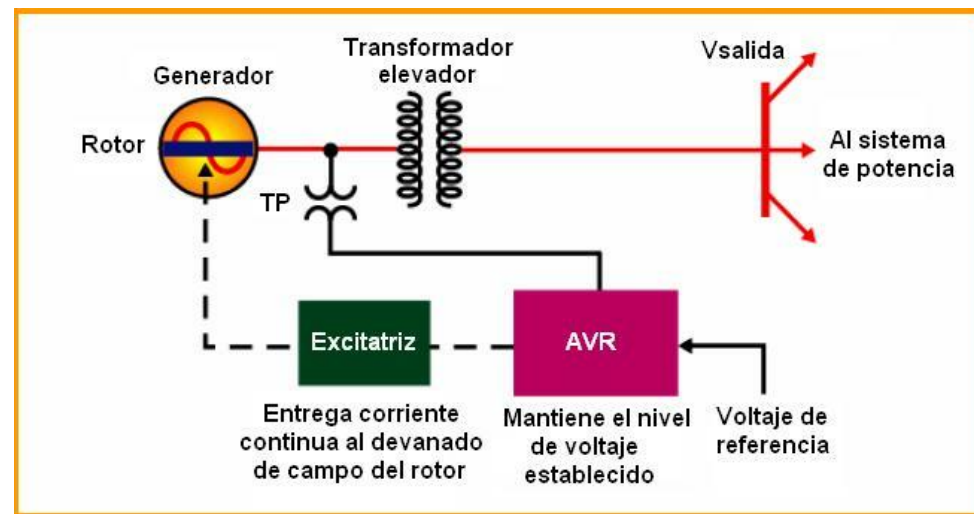 Transformador
elevador
Vsalida
Generador
Rotor
Al sistema
de potencia
TP
Excitatriz
AVR
Entrega corriente
continua al devanado
de campo del rotor
Mantiene el nivel
de voltaje
establecido
Voltaje de
referencia